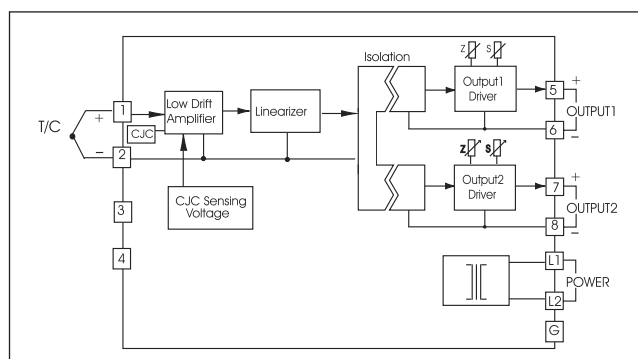 Isolation
Z S
T/C
+
−
1
CJC
2
3
4
Low Drift
Amplifier
Linearizer
CJC Sensing
Voltage
Output1
Driver
5
+
OUTPUT1
6
−
Z S
Output2
Driver
7
+
OUTPUT2
8
−
L1
POWER
L2
G